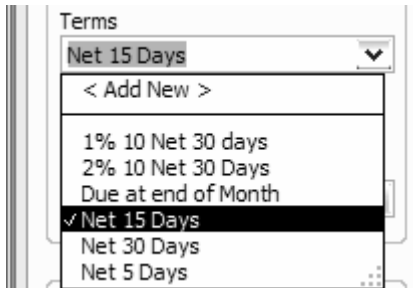 Terms
Net 15 Days
< Add New >
1% 10 Net 30 days
2% 10 Net 30 Days
Due at end of Month
✓Net 15 Days
Net 30 Days
Net 5 Days